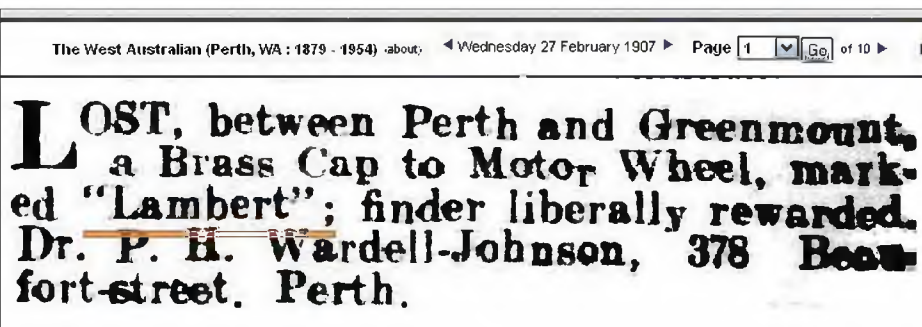 The West Australian (Perth, WA : 1879 - 1954) (about) Wednesday 27 February 1907 Page 1 Go of 10
LOST, between Perth and Greenmount,
a Brass Cap to Motor Wheel, mark-
ed "Lambert"; finder liberally rewarded.
Dr. P. H. Wardell-Johnson, 378 Beau-
fort-street. Perth.